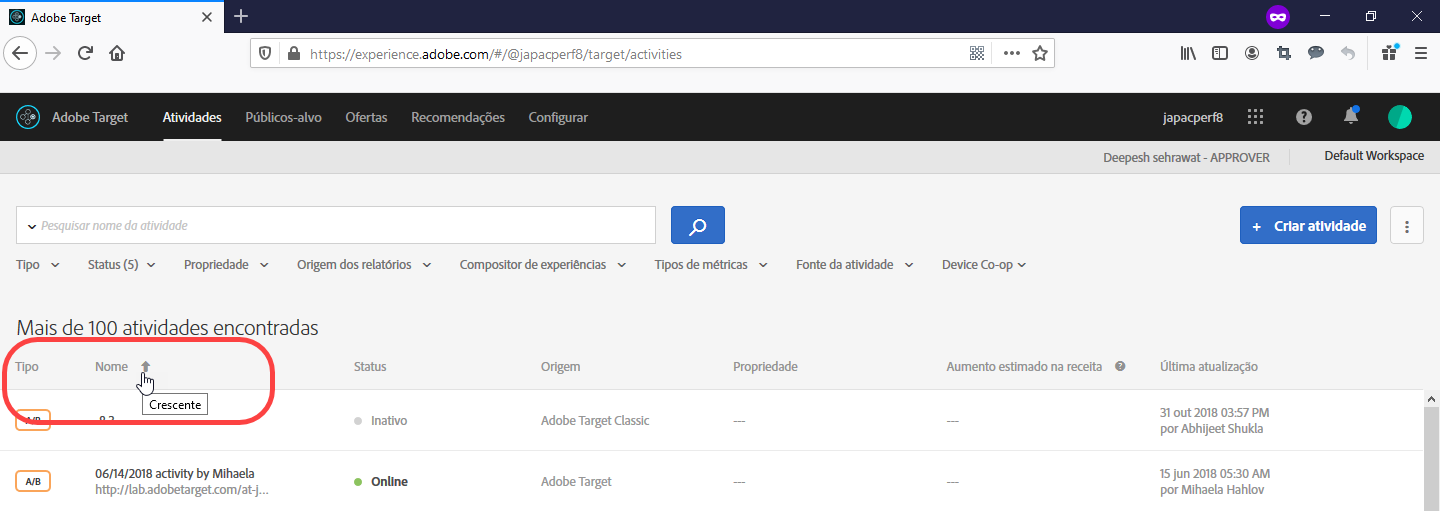 Adobe Target
https://experience.adobe.com/#/@japacperf8/target/activities
Adobe Target Atividades Públicos-alvo Ofertas Recomendações Configurar japacperf8
Deepesh sehrawat - APPROVER Default Workspace
Pesquisar nome da atividade
+ Criar atividade
Tipo Status (5) Propriedade Origem dos relatórios Compositor de experiências Tipos de métricas Fonte da atividade Device Co-op
Mais de 100 atividades encontradas
Tipo Nome Status Origem Propriedade Aumento estimado na receita Última atualização
Crescente
A/B Inativo Adobe Target Classic --- --- 31 out 2018 03:57 PM
por Abhijeet Shukla
A/B 06/14/2018 activity by Mihaela Online Adobe Target --- --- 15 jun 2018 05:30 AM
http://lab.adobetarget.com/at-j... por Mihaela Hahlov